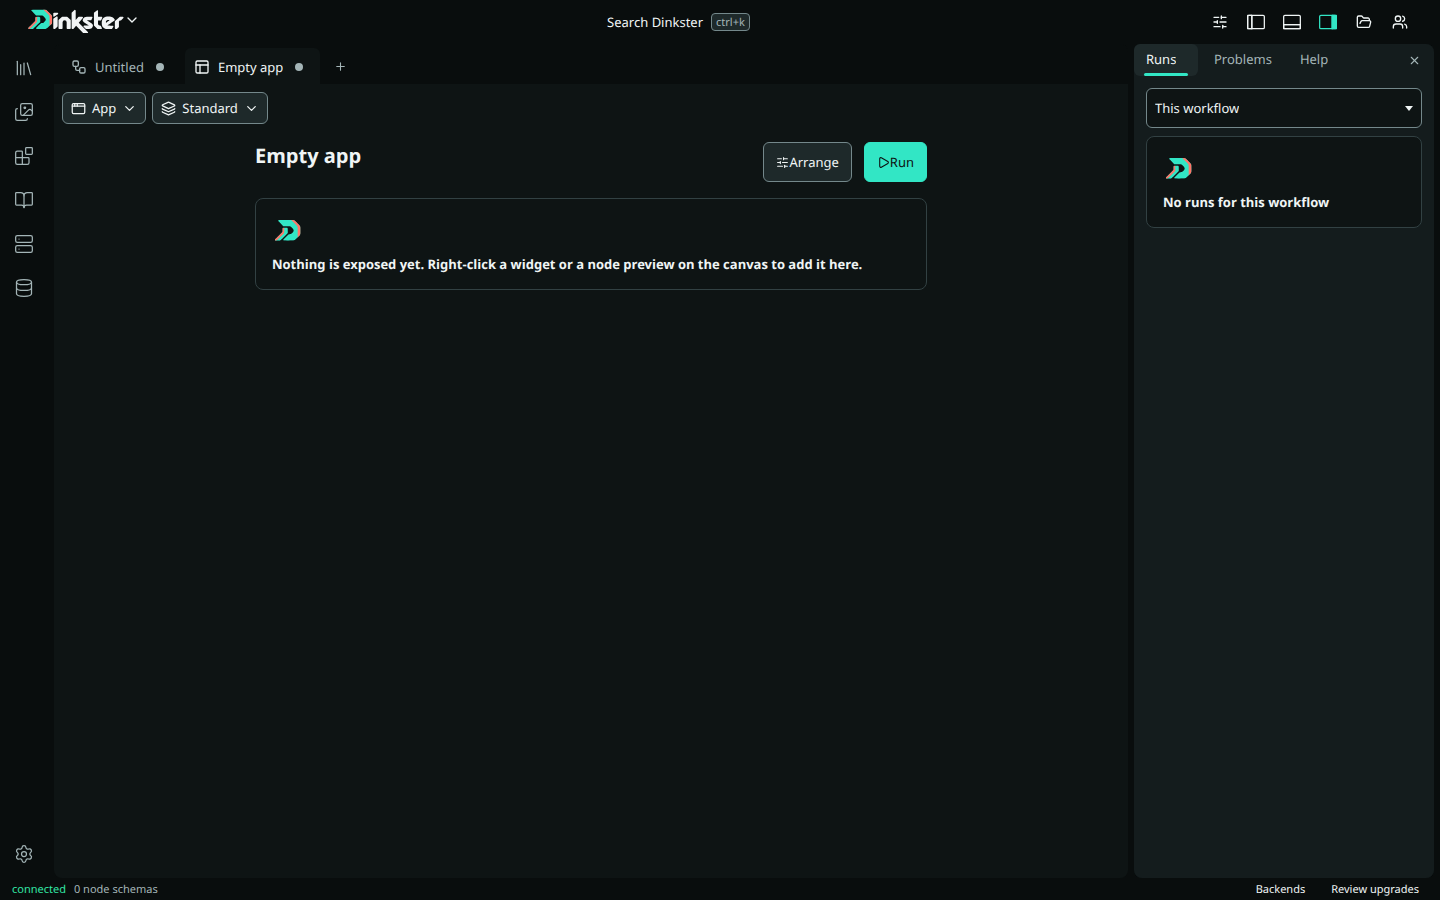 Dinkster
Search Dinkster ctrl+k
Untitled
Empty app
App
Standard
Empty app
Arrange
Run
Nothing is exposed yet. Right-click a widget or a node preview on the canvas to add it here.
Runs
Problems
Help
This workflow
No runs for this workflow
connected 0 node schemas
Backends
Review upgrades